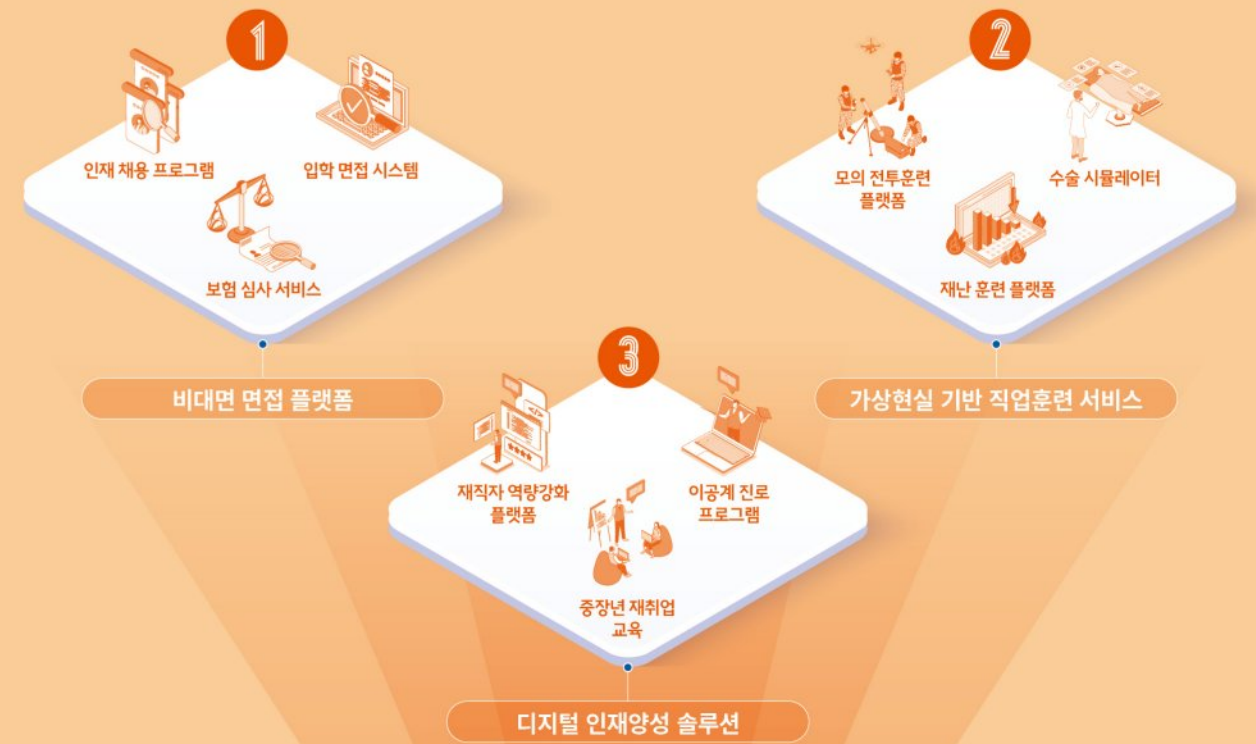 1
인재 채용 프로그램
입학 면접 시스템
보험 심사 서비스
비대면 면접 플랫폼
2
모의 전투훈련
플랫폼
수술 시뮬레이터
재난 훈련 플랫폼
가상현실 기반 직업훈련 서비스
3
재직자 역량강화
플랫폼
이공계 진로
프로그램
중장년 재취업
교육
디지털 인재양성 솔루션